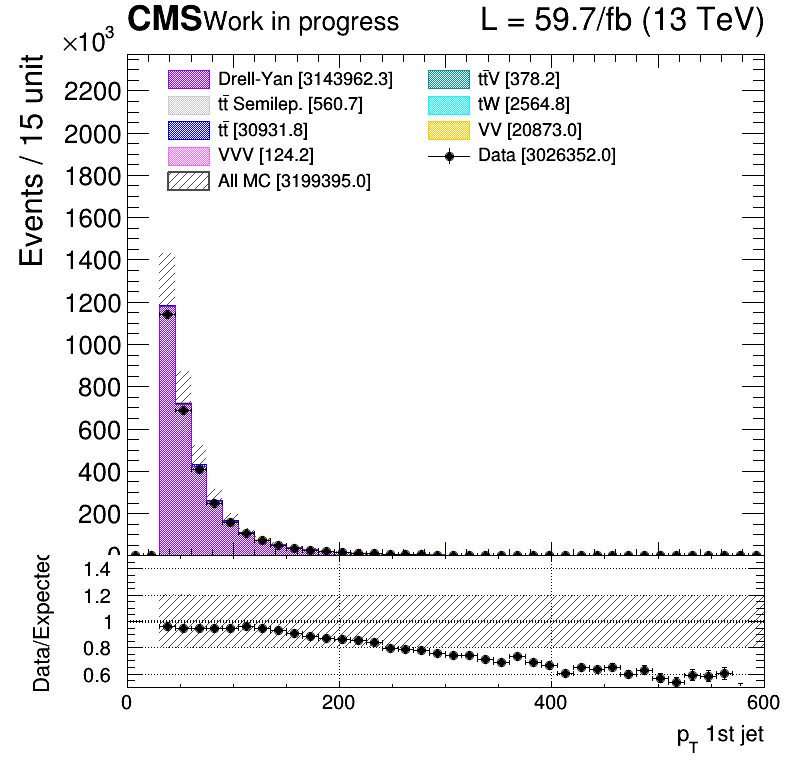 CMS Work in progress L = 59.7/fb (13 TeV)
×10³
Events / 15 unit
2200
2000
1800
1600
1400
1200
1000
800
600
400
200
0
Drell-Yan [3143962.3]
tt̄ Semilep. [560.7]
tt̄ [30931.8]
VVV [124.2]
All MC [3199395.0]
tt̄V [378.2]
tW [2564.8]
VV [20873.0]
Data [3026352.0]
Data/Expected
1.4
1.2
1
0.8
0.6
0 200 400 600
p_T 1st jet